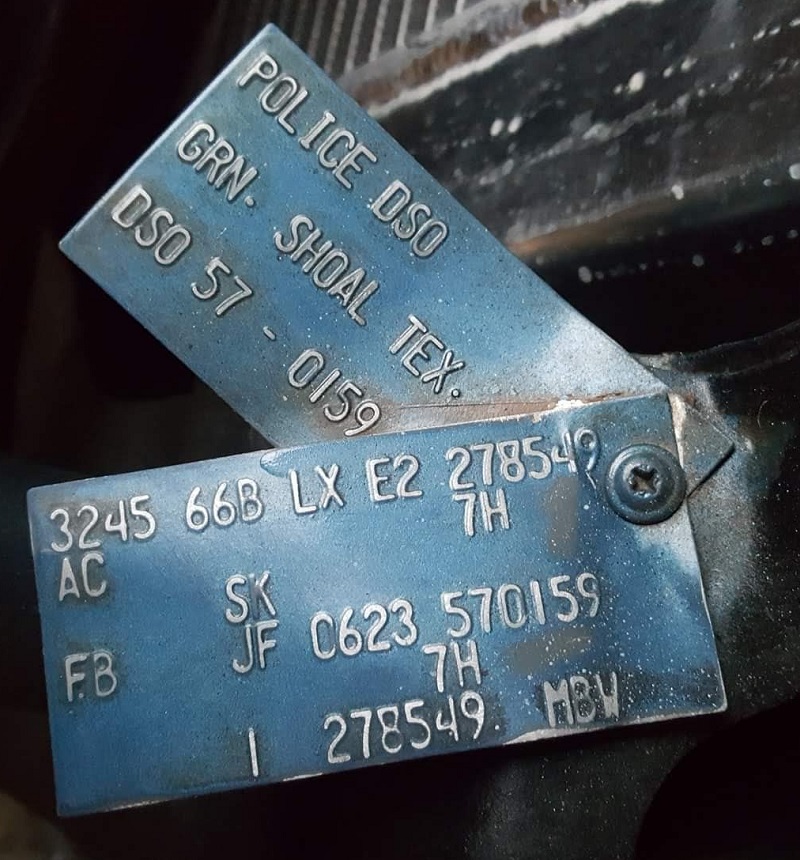 POLICE DSO
GRN. SHOAL TEX.
DSO 57 - 0159
3245 66B LX E2 278549
7H
AC SK
JF C623 570159
FB 7H
1 278549 MBW